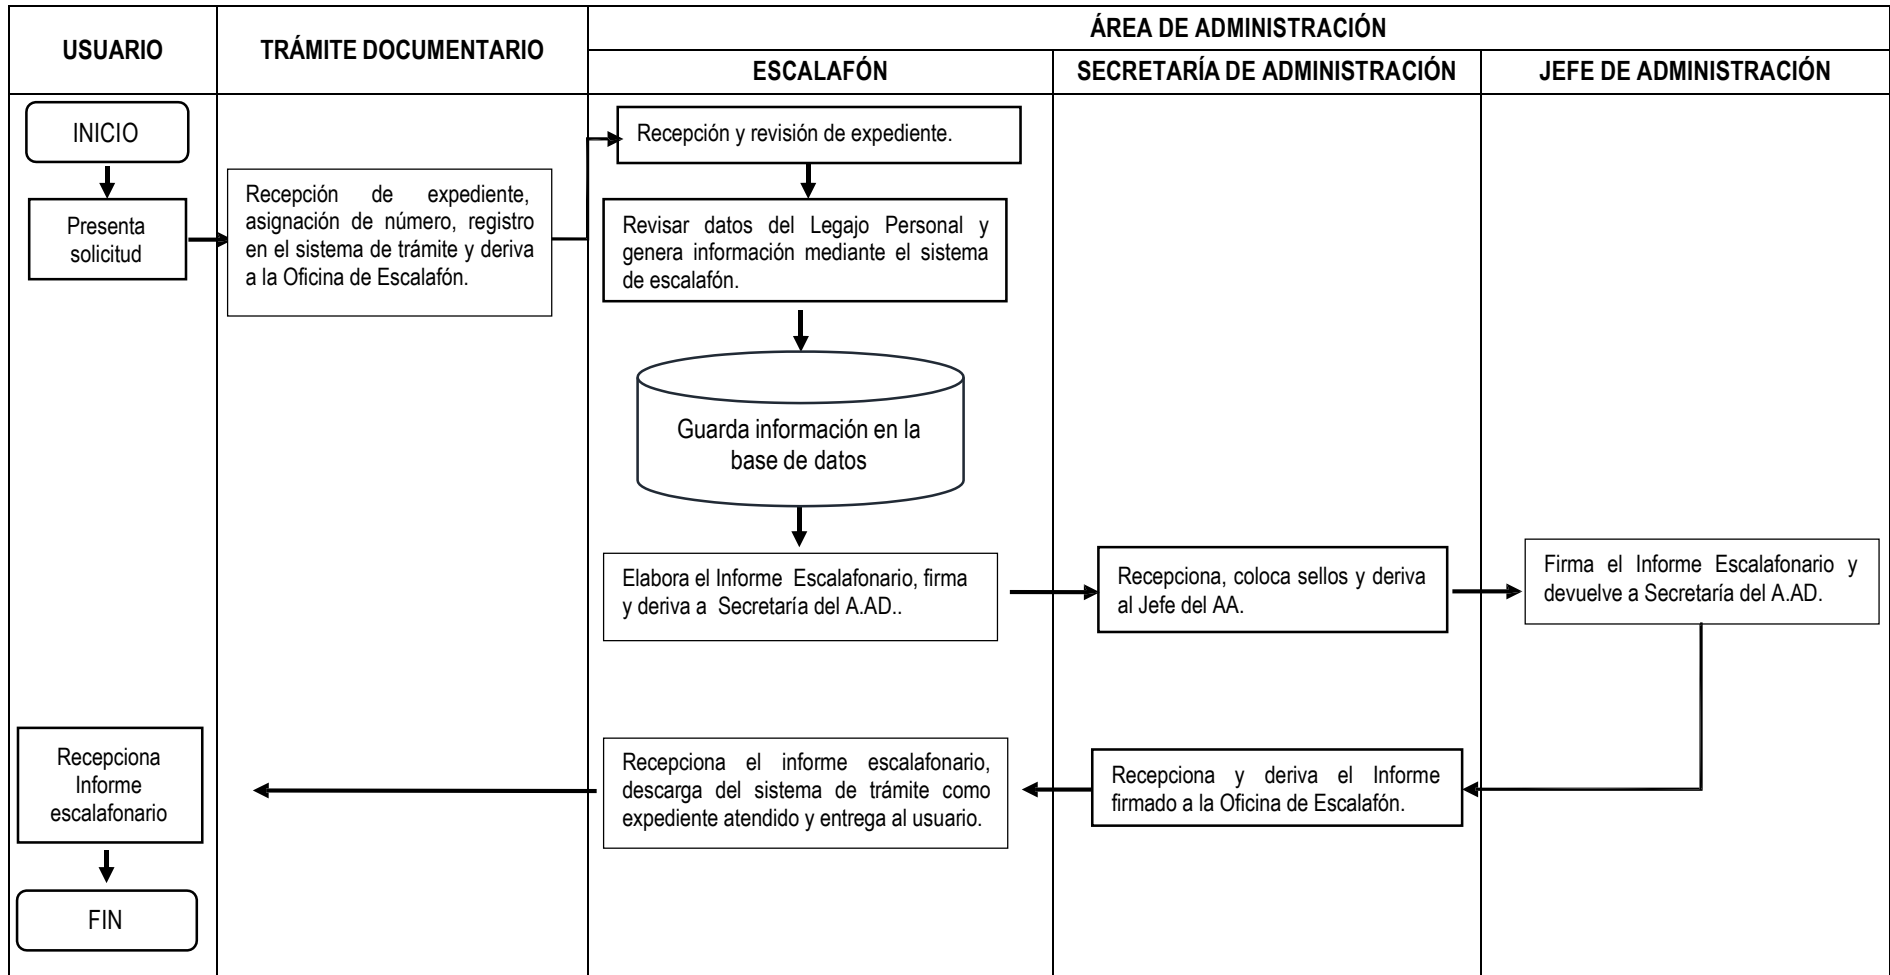 ÁREA DE ADMINISTRACIÓN
USUARIO
TRÁMITE DOCUMENTARIO
ESCALAFÓN
SECRETARÍA DE ADMINISTRACIÓN
JEFE DE ADMINISTRACIÓN
INICIO
Presenta
solicitud
Recepción de expediente,
asignación de número, registro
en el sistema de trámite y deriva
a la Oficina de Escalafón.
Recepción y revisión de expediente.
Revisar datos del Legajo Personal y
genera información mediante el sistema
de escalafón.
Guarda información en la
base de datos
Elabora el Informe Escalafonario, firma
y deriva a Secretaría del A.AD..
Recepciona, coloca sellos y deriva
al Jefe del AA.
Firma el Informe Escalafonario y
devuelve a Secretaría del A.AD.
Recepciona y deriva el Informe
firmado a la Oficina de Escalafón.
Recepciona el informe escalafonario,
descarga del sistema de trámite como
expediente atendido y entrega al usuario.
Recepciona
Informe
escalafonario
FIN